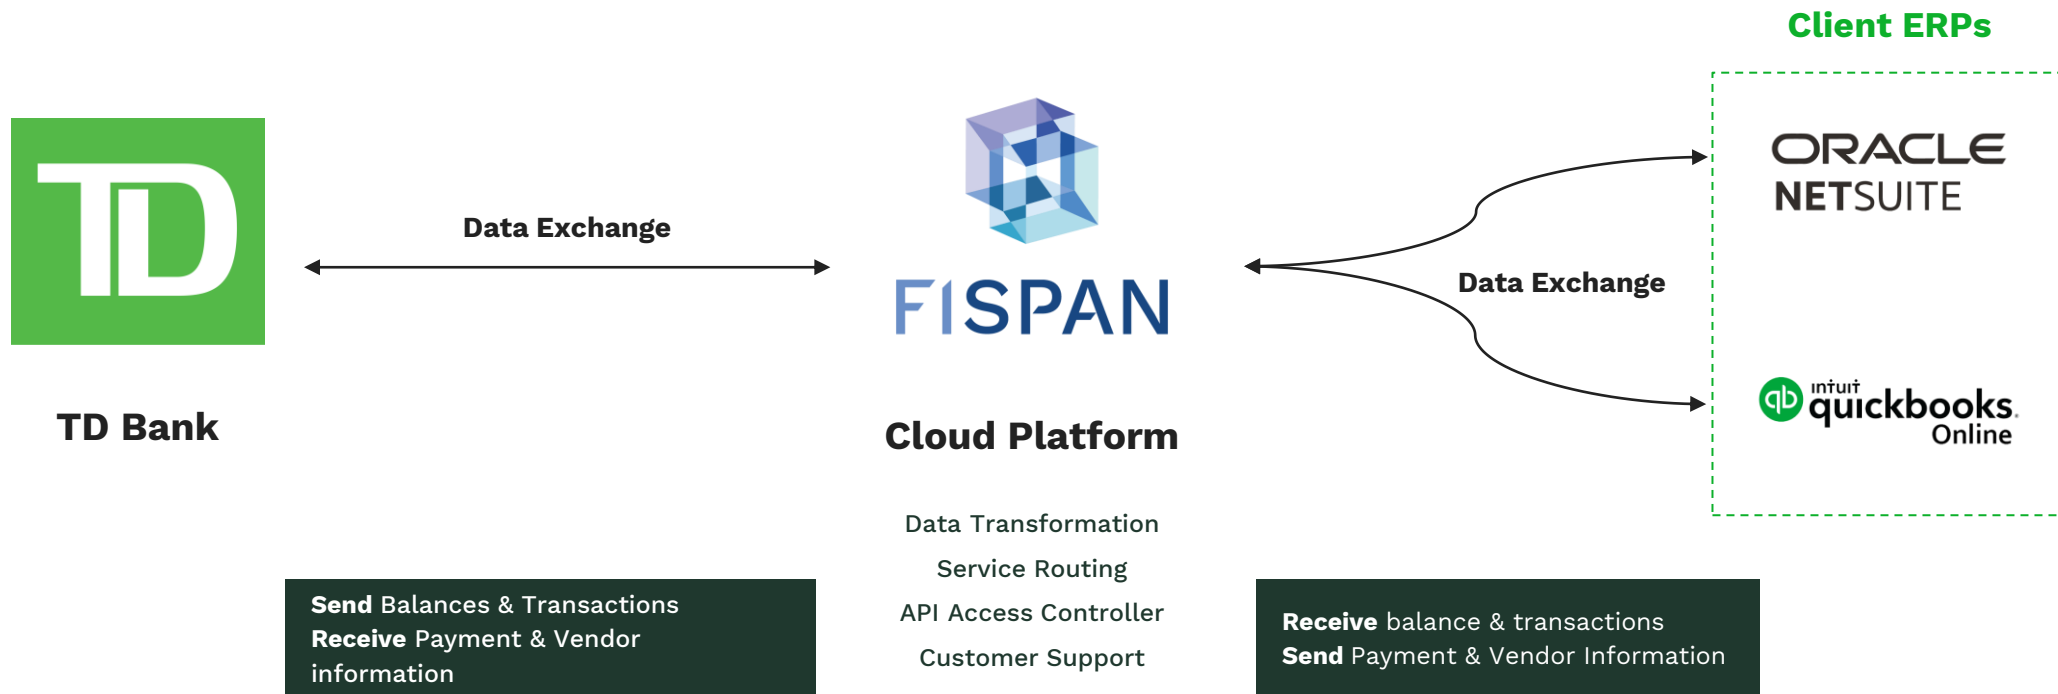 Client ERPs
TD
TD Bank
Data Exchange
FISPAN
Cloud Platform
Data Transformation
Service Routing
API Access Controller
Customer Support
Data Exchange
ORACLE
NETSUITE
intuit
qb quickbooks.
Online
Send Balances & Transactions
Receive Payment & Vendor
information
Receive balance & transactions
Send Payment & Vendor Information